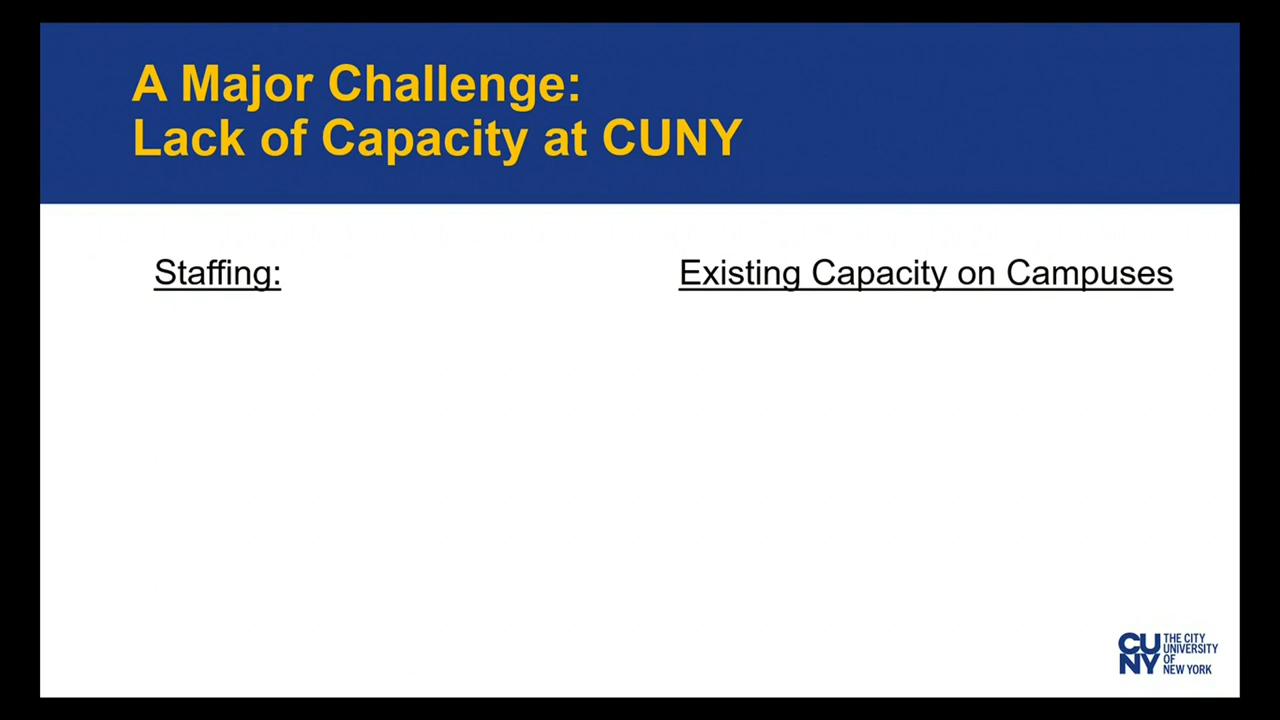 A Major Challenge:
Lack of Capacity at CUNY
Staffing:
Existing Capacity on Campuses
CU
NY
THE CITY
UNIVERSITY
OF
NEW YORK